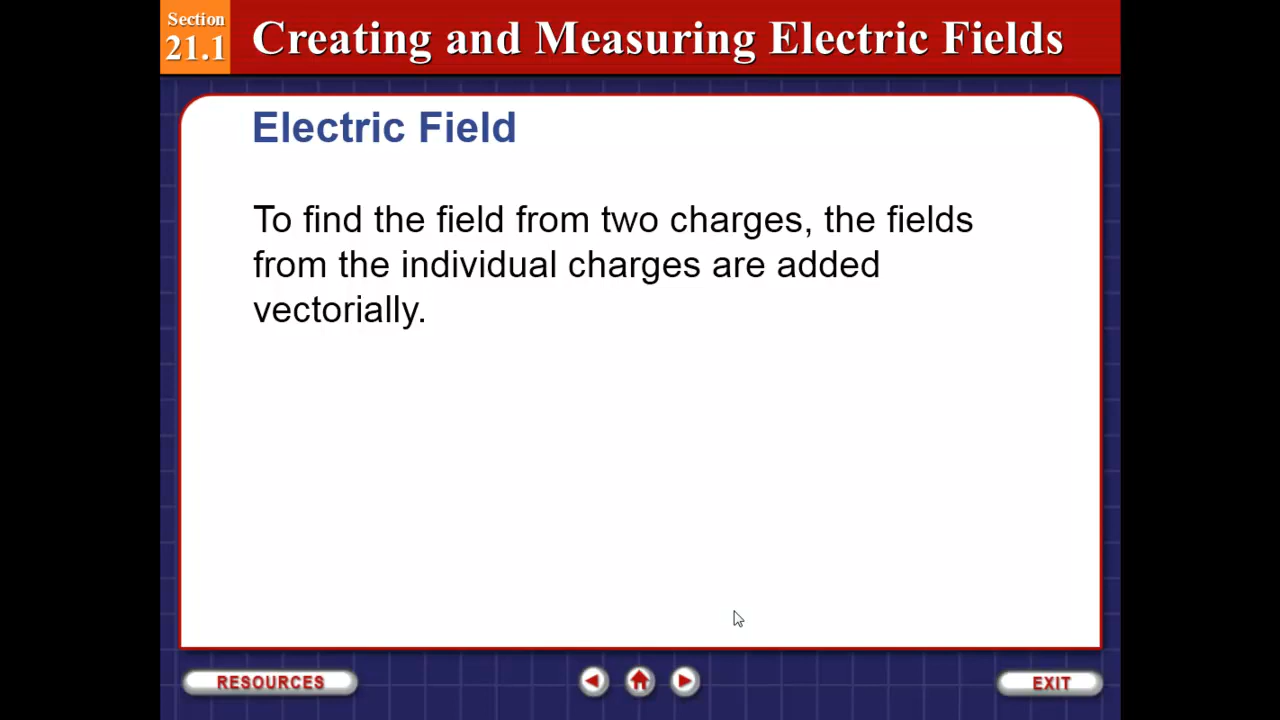 Section
21.1
Creating and Measuring Electric Fields
Electric Field
To find the field from two charges, the fields
from the individual charges are added
vectorially.
RESOURCES
EXIT